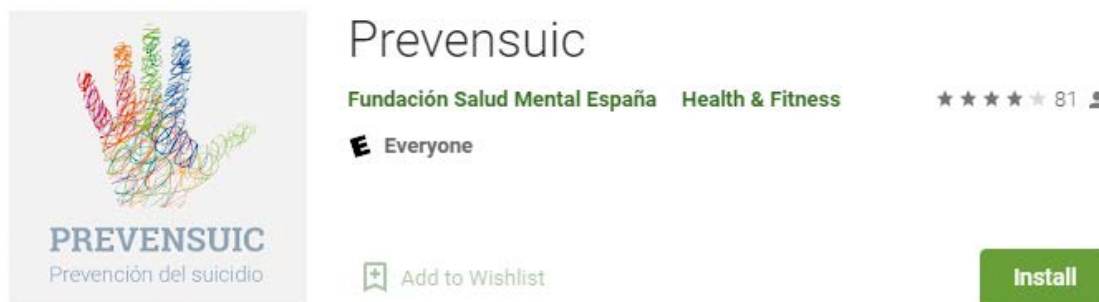 Prevensuic
Fundación Salud Mental España Health & Fitness 81
E Everyone
PREVENSUIC
Prevención del suicidio
Add to Wishlist
Install